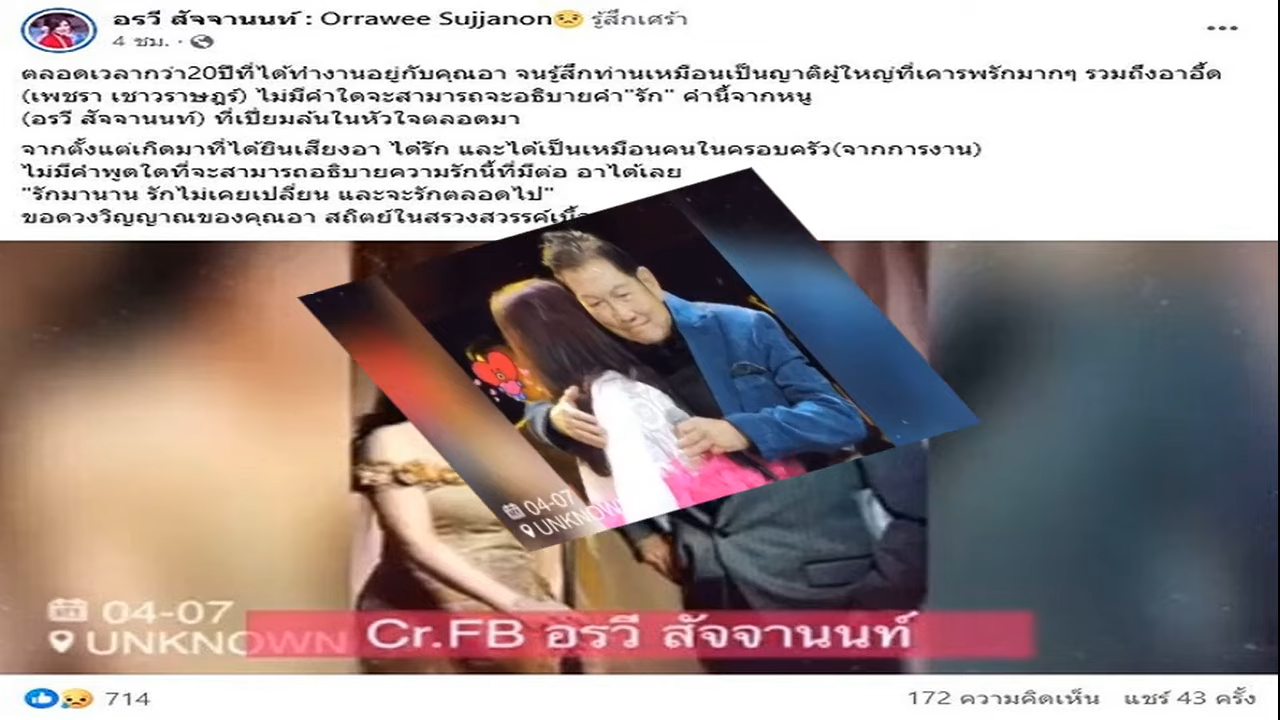 อรวี สัจจานนท์ : Orrawee Sujjanon😔 รู้สึกเศร้า
4 ชม. ·
ตลอดเวลากว่า20ปีที่ได้ทำงานอยู่กับคุณอา จนรู้สึกท่านเหมือนเป็นญาติผู้ใหญ่ที่เคารพรักมากๆ รวมถึงอาอี๊ด
(เพชรา เชาวราษฎร์) ไม่มีคำใดจะสามารถจะอธิบายคำ"รัก" คำนี้จากหนู
(อรวี สัจจานนท์) ที่เปี่ยมล้นในหัวใจตลอดมา
จากตั้งแต่เกิดมาที่ได้ยินเสียงอา ได้รัก และได้เป็นเหมือนคนในครอบครัว(จากการงาน)
ไม่มีคำพูดใดที่จะสามารถอธิบายความรักนี้ที่มีต่อ อาได้เลย
"รักมานาน รักไม่เคยเปลี่ยน และจะรักตลอดไป"
ขอดวงวิญญาณของคุณอา สถิตย์ในสรวงสวรรค์
04-07
UNKNOWN
04-07
UNKNOWN
Cr.FB อรวี สัจจานนท์
714
172 ความคิดเห็น แชร์ 43 ครั้ง